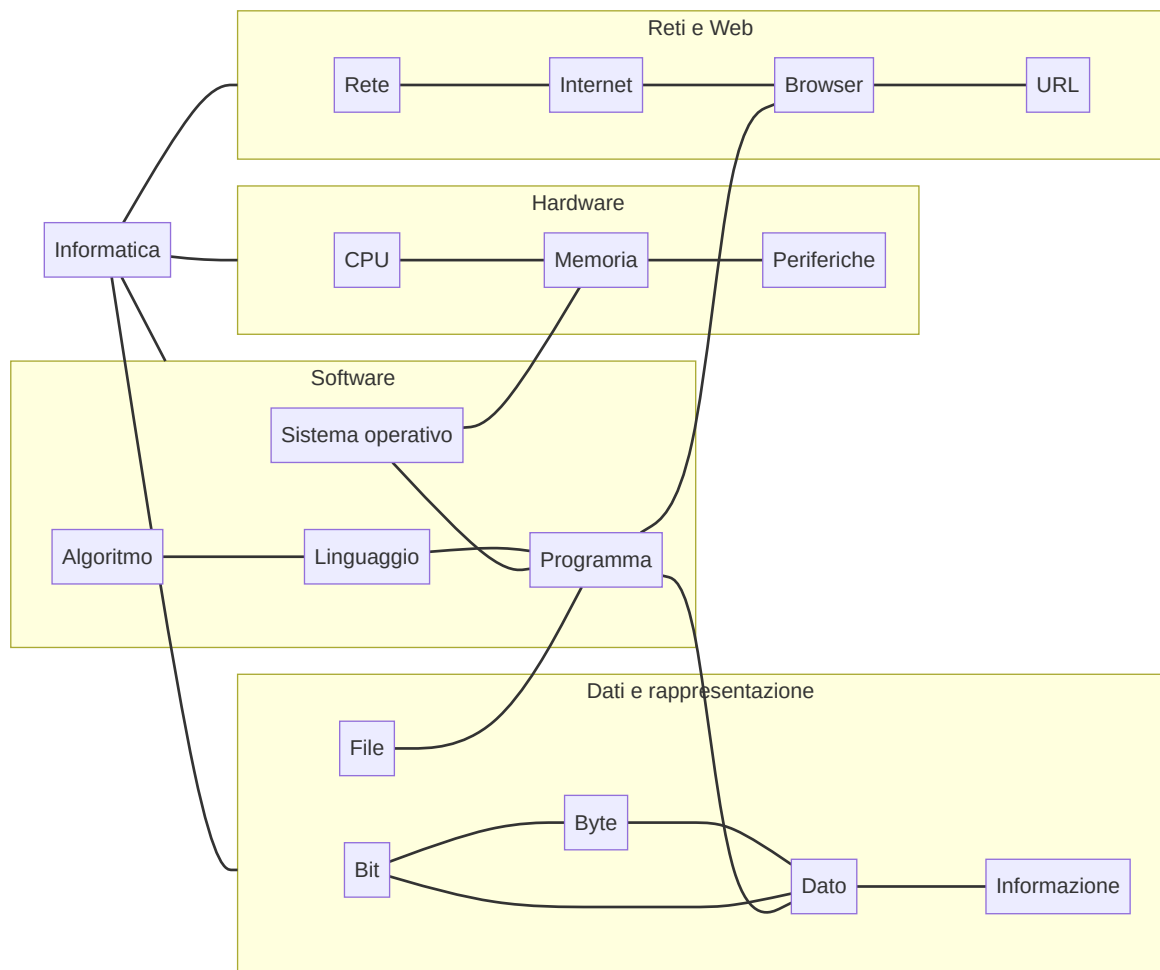 Reti e Web
Rete
Internet
Browser
URL
Informatica
Hardware
CPU
Memoria
Periferiche
Software
Sistema operativo
Algoritmo
Linguaggio
Programma
Dati e rappresentazione
File
Byte
Bit
Dato
Informazione